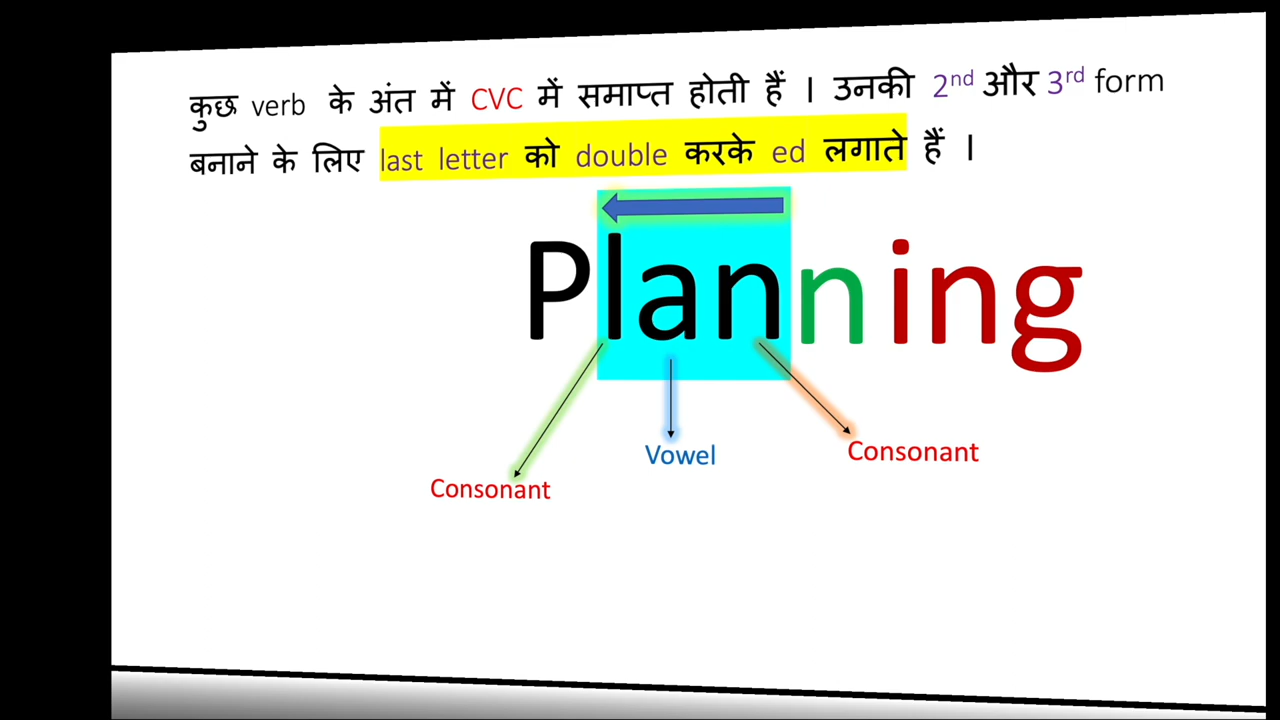 कुछ verb के अंत में CVC में समाप्त होती हैं । उनकी 2nd और 3rd form
बनाने के लिए last letter को double करके ed लगाते हैं ।
Planning
Vowel
Consonant
Consonant